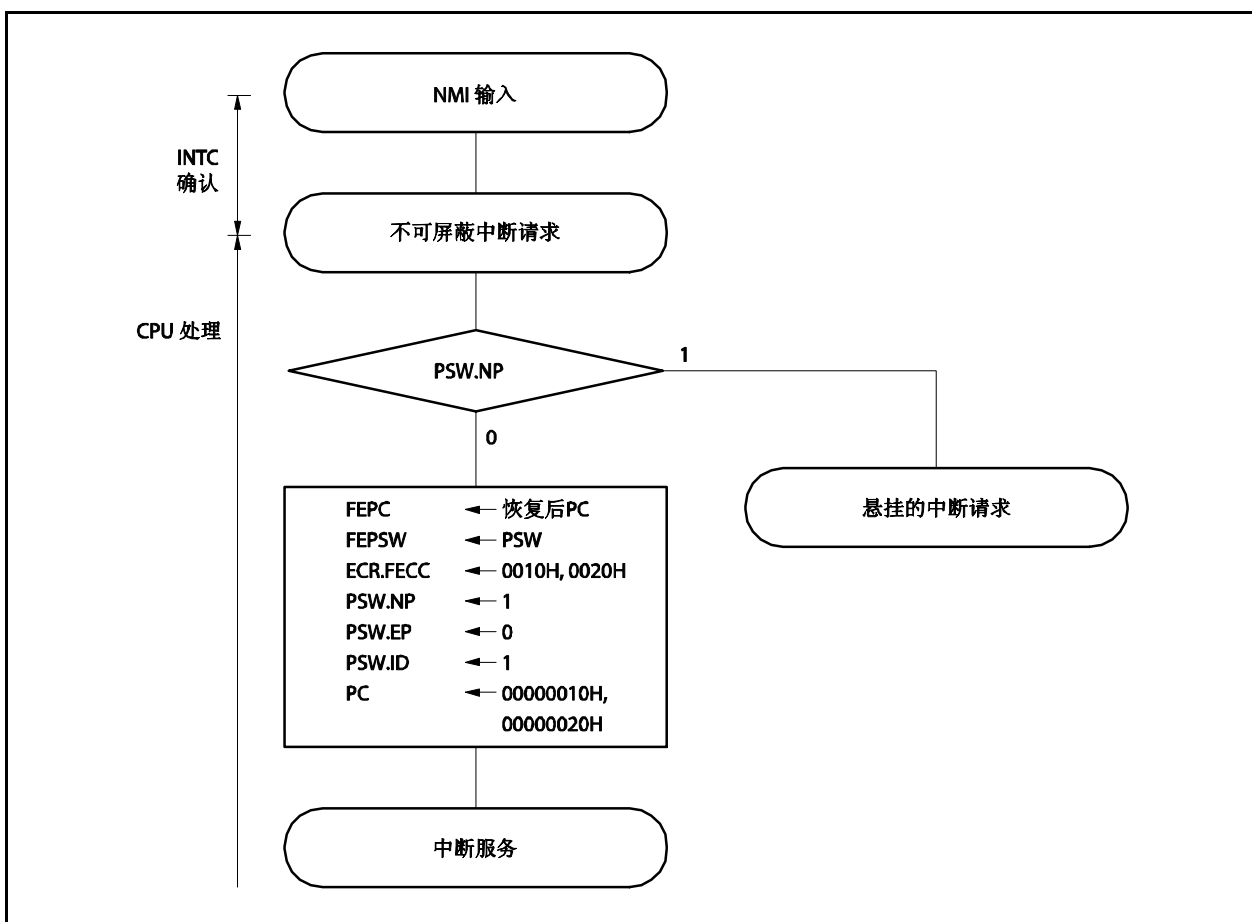 NMI 输入
INTC
确认
不可屏蔽中断请求
CPU 处理
PSW.NP
1
0
悬挂的中断请求
FEPC ← 恢复后PC
FEPSW ← PSW
ECR.FECC ← 0010H, 0020H
PSW.NP ← 1
PSW.EP ← 0
PSW.ID ← 1
PC ← 00000010H,
00000020H
中断服务